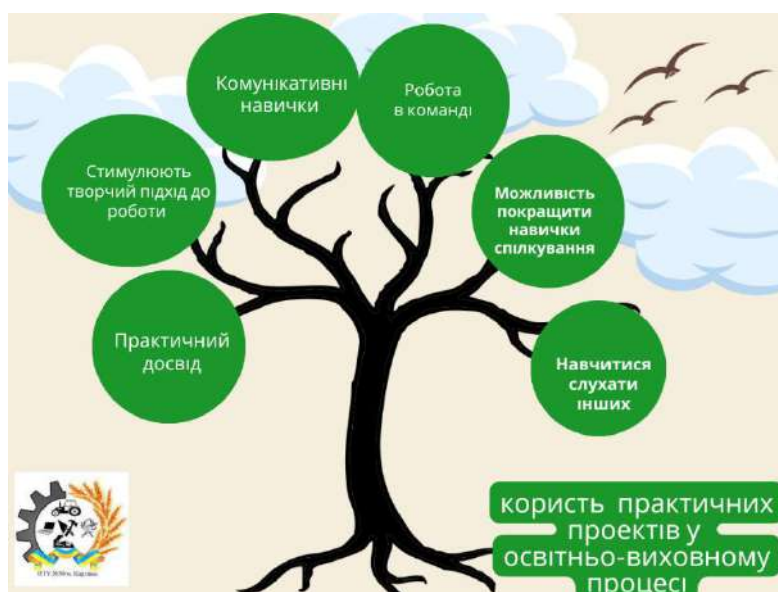 Комунікативні
навички
Робота
в команді
Стимулюють
творчий підхід до
роботи
Можливість
покращити
навички
спілкування
Практичний
досвід
Навчитися
слухати
інших
користь практичних
проектів у
освітньо-виховному
процесі